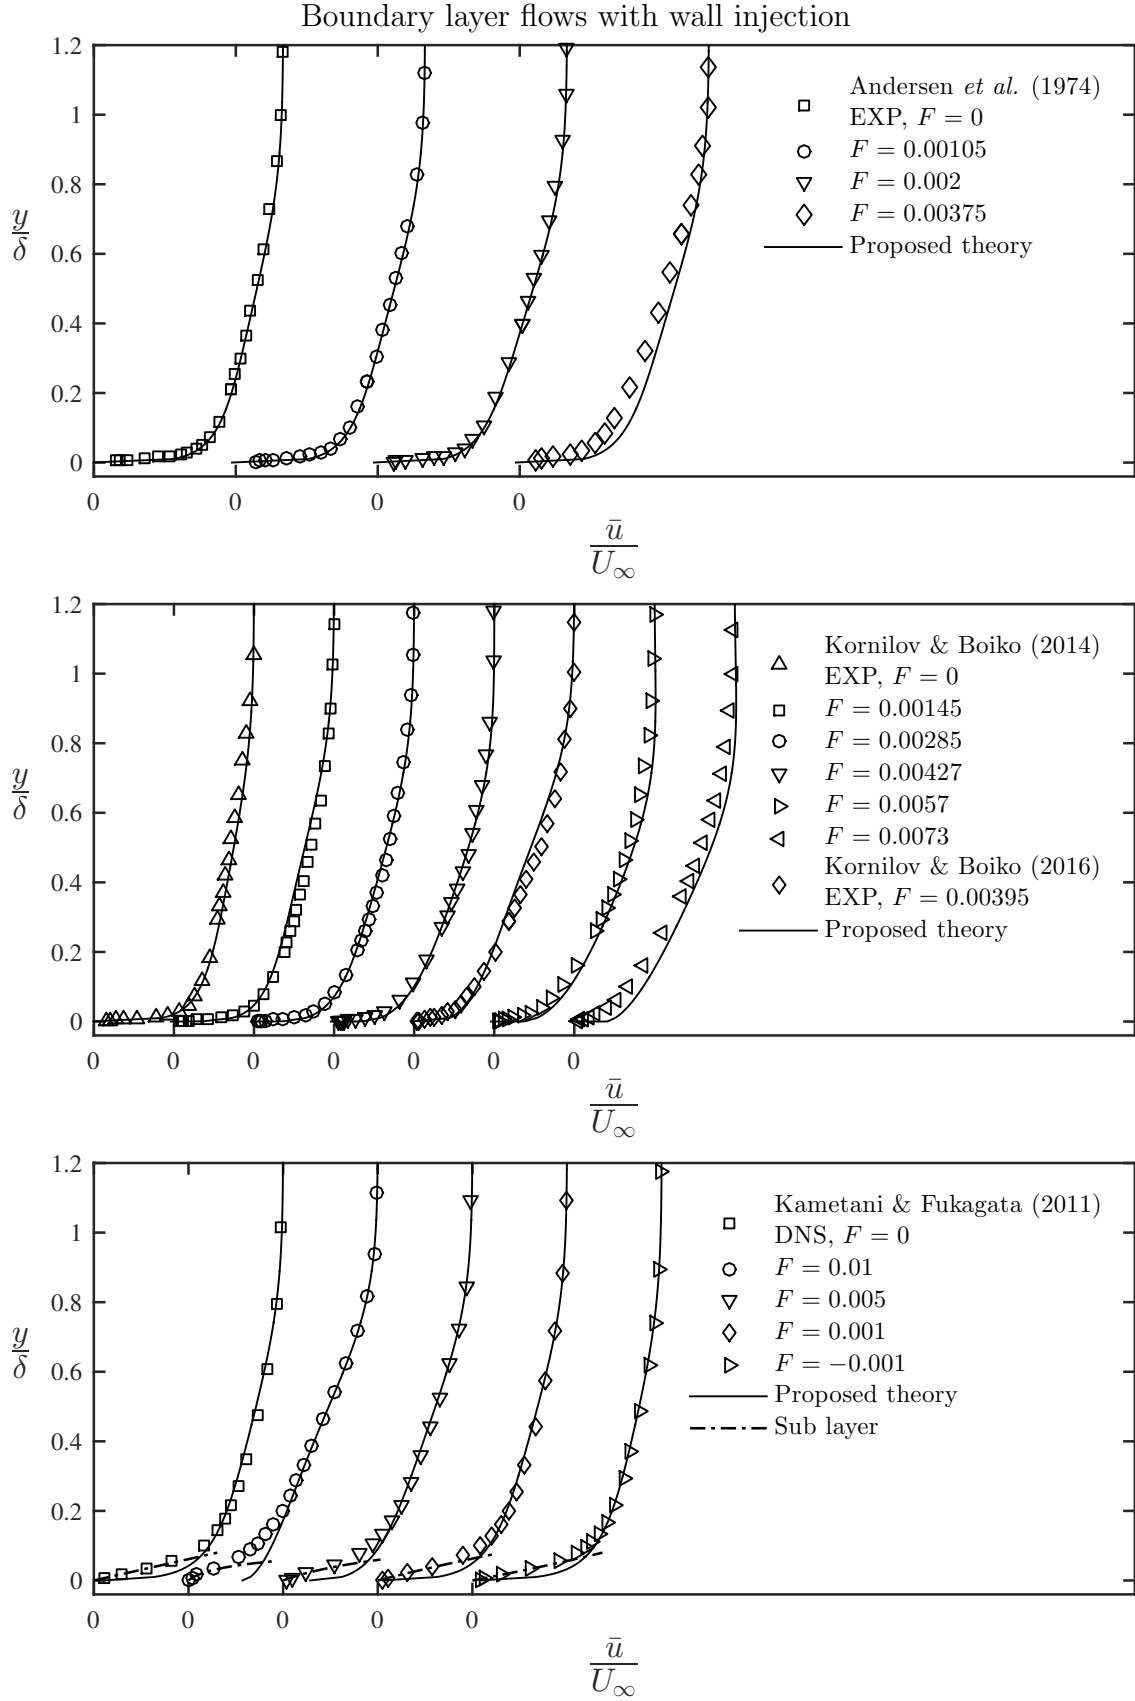 Boundary layer flows with wall injection
1.2
1
0.8
0.6
0.4
0.2
0
y
δ
Andersen et al. (1974)
EXP, F = 0
F = 0.00105
F = 0.002
F = 0.00375
Proposed theory
0 0 0 0
ū
U∞
1.2
1
0.8
0.6
0.4
0.2
0
y
δ
Kornilov & Boiko (2014)
EXP, F = 0
F = 0.00145
F = 0.00285
F = 0.00427
F = 0.0057
F = 0.0073
Kornilov & Boiko (2016)
EXP, F = 0.00395
Proposed theory
0 0 0 0 0 0 0
ū
U∞
1.2
1
0.8
0.6
0.4
0.2
0
y
δ
Kametani & Fukagata (2011)
DNS, F = 0
F = 0.01
F = 0.005
F = 0.001
F = −0.001
Proposed theory
Sub layer
0 0 0 0 0
ū
U∞